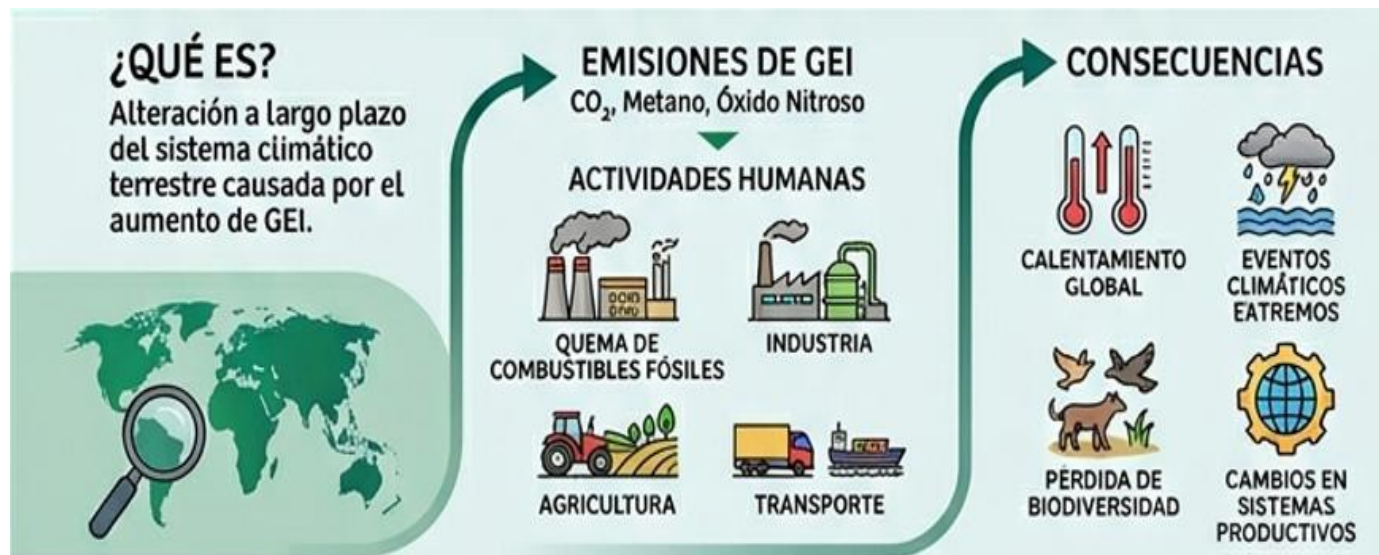 ¿QUÉ ES?
Alteración a largo plazo
del sistema climático
terrestre causada por el
aumento de GEI.
EMISIONES DE GEI
CO₂, Metano, Óxido Nitroso
ACTIVIDADES HUMANAS
QUEMA DE
COMBUSTIBLES FÓSILES
INDUSTRIA
AGRICULTURA
TRANSPORTE
CONSECUENCIAS
CALENTAMIENTO
GLOBAL
EVENTOS
CLIMÁTICOS
EATREMOS
PÉRDIDA DE
BIODIVERSIDAD
CAMBIOS EN
SISTEMAS
PRODUCTIVOS